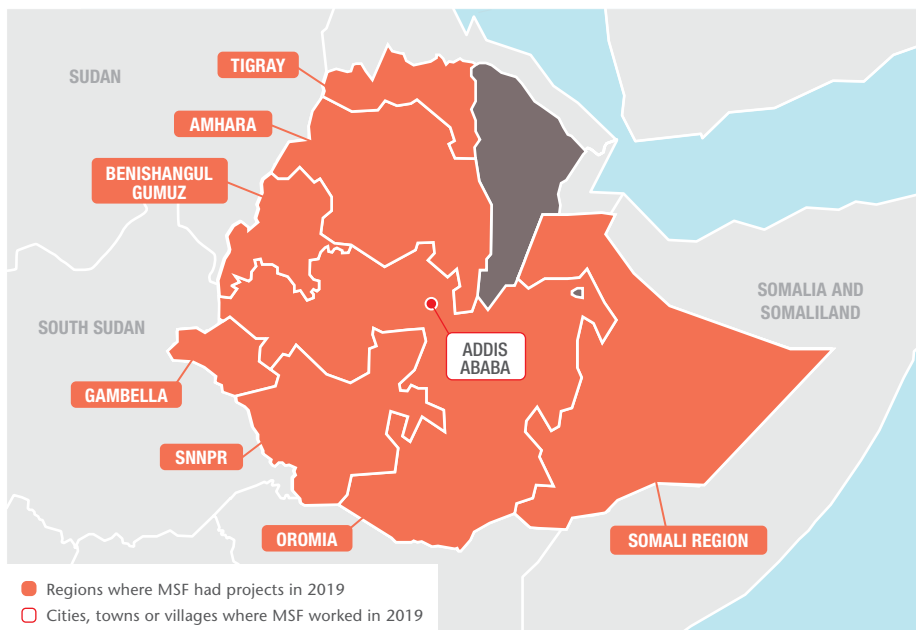 SUDAN
TIGRAY
AMHARA
BENISHANGUL
GUMUZ
SOMALIA AND
SOMALILAND
SOUTH SUDAN
ADDIS
ABABA
GAMBELLA
SNNPR
OROMIA
SOMALI REGION
Regions where MSF had projects in 2019
Cities, towns or villages where MSF worked in 2019